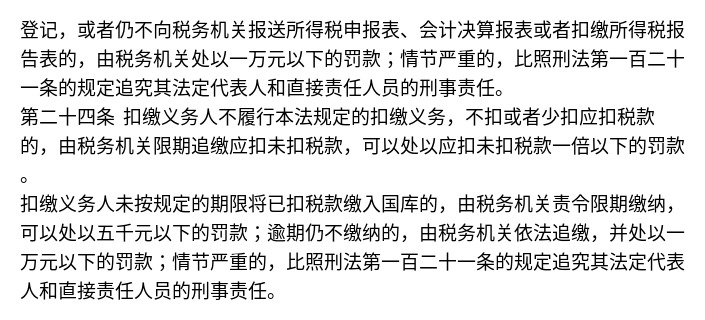 登记，或者仍不向税务机关报送所得税申报表、会计决算报表或者扣缴所得税报
告表的，由税务机关处以一万元以下的罚款；情节严重的，比照刑法第一百二十
一条的规定追究其法定代表人和直接责任人员的刑事责任。
第二十四条 扣缴义务人不履行本法规定的扣缴义务，不扣或者少扣应扣税款
的，由税务机关限期追缴应扣未扣税款，可以处以应扣未扣税款一倍以下的罚款
。
扣缴义务人未按规定的期限将已扣税款缴入国库的，由税务机关责令限期缴纳，
可以处以五千元以下的罚款；逾期仍不缴纳的，由税务机关依法追缴，并处以一
万元以下的罚款；情节严重的，比照刑法第一百二十一条的规定追究其法定代表
人和直接责任人员的刑事责任。